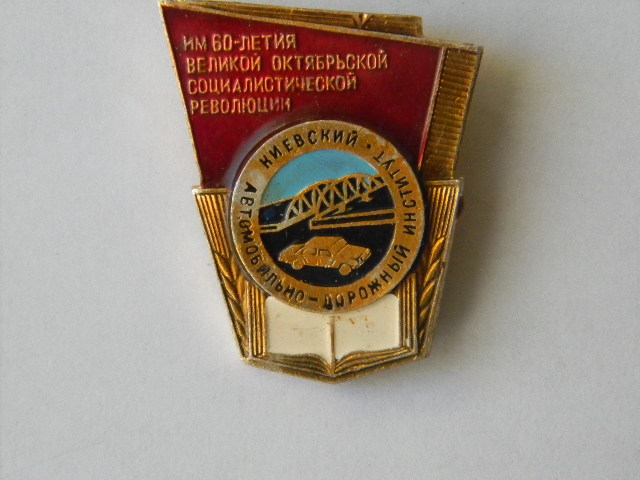 ИМ 60-ЛЕТИЯ
ВЕЛИКОЙ ОКТЯБРЬСКОЙ
СОЦИАЛИСТИЧЕСКОЙ
РЕВОЛЮЦИИ
КИЕВСКИЙ •
АВТОМОБИЛЬНО-ДОРОЖНЫЙ ИНСТИТУТ